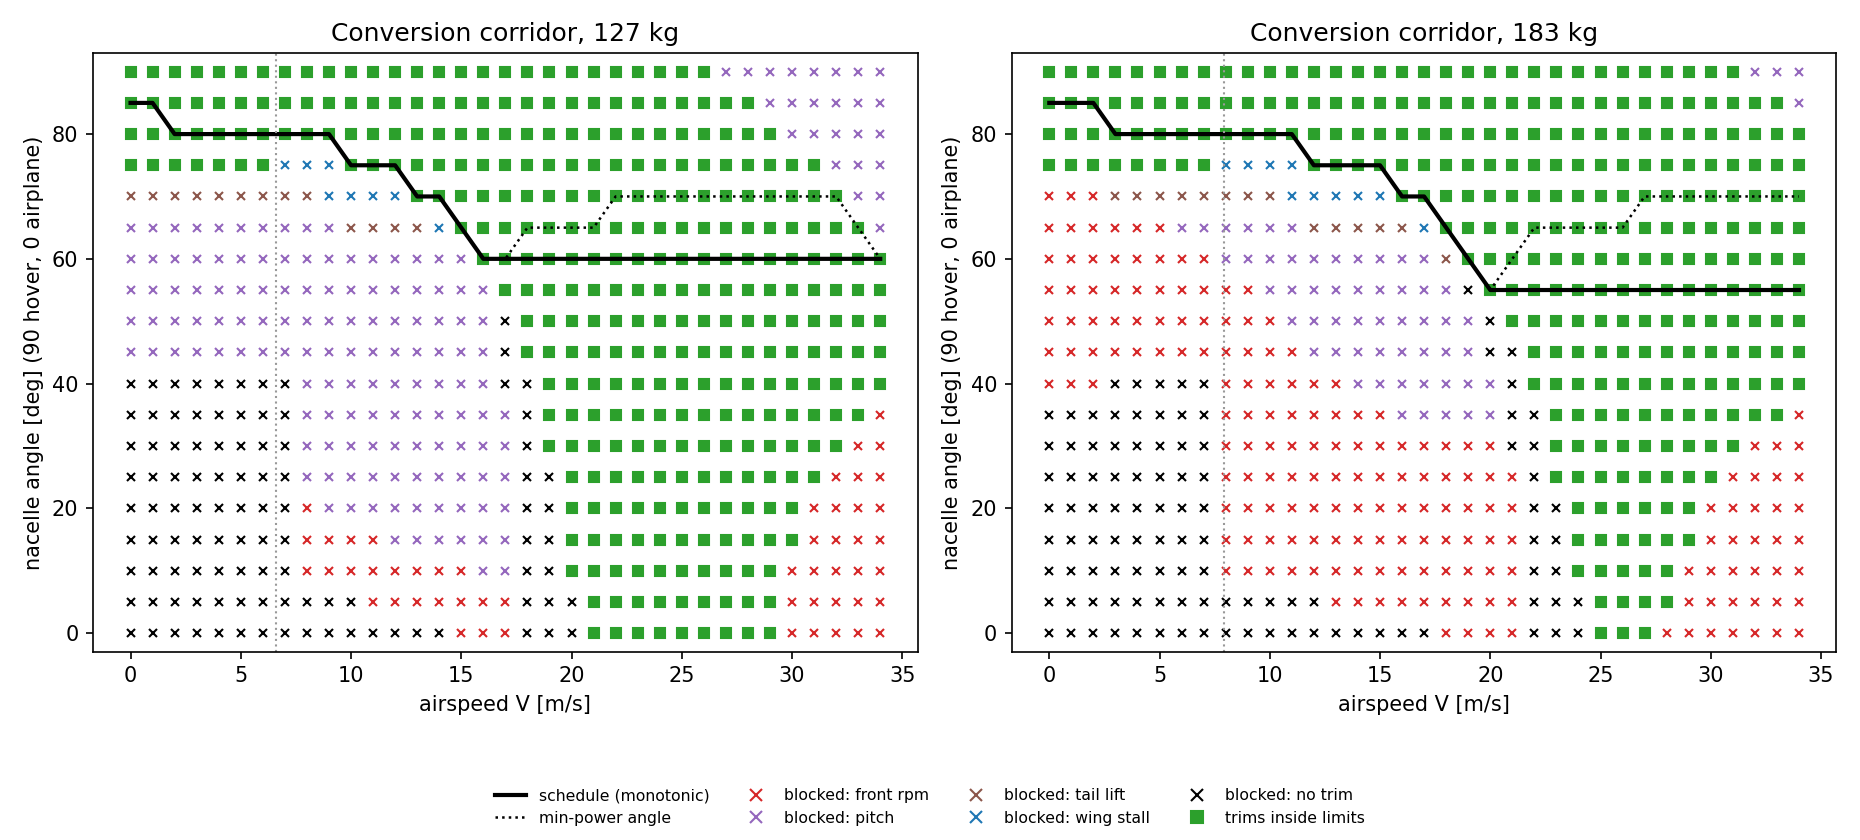 Conversion corridor, 127 kg
Conversion corridor, 183 kg
nacelle angle [deg] (90 hover, 0 airplane)
80
60
40
20
0
0 5 10 15 20 25 30 35
airspeed V [m/s]
nacelle angle [deg] (90 hover, 0 airplane)
80
60
40
20
0
0 5 10 15 20 25 30 35
airspeed V [m/s]
schedule (monotonic)
min-power angle
blocked: front rpm
blocked: pitch
blocked: tail lift
blocked: wing stall
blocked: no trim
trims inside limits